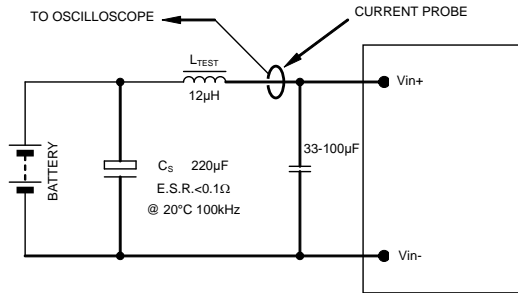 TO OSCILLOSCOPE
CURRENT PROBE
LTEST
12µH
Vin+
33-100µF
BATTERY
CS 220µF
E.S.R.<0.1Ω
@ 20°C 100kHz
Vin-